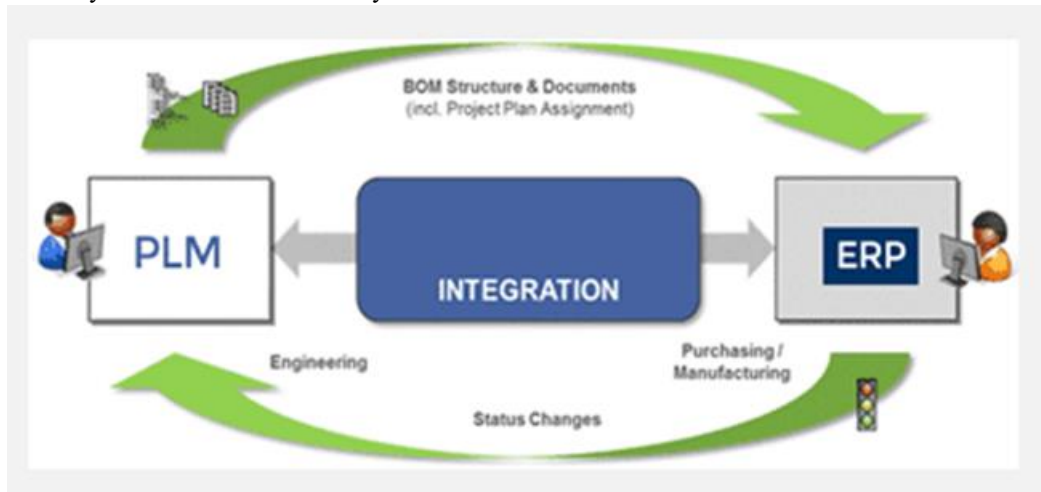 BOM Structure & Documents
(incl. Project Plan Assignment)
PLM
INTEGRATION
ERP
Engineering
Purchasing /
Manufacturing
Status Changes